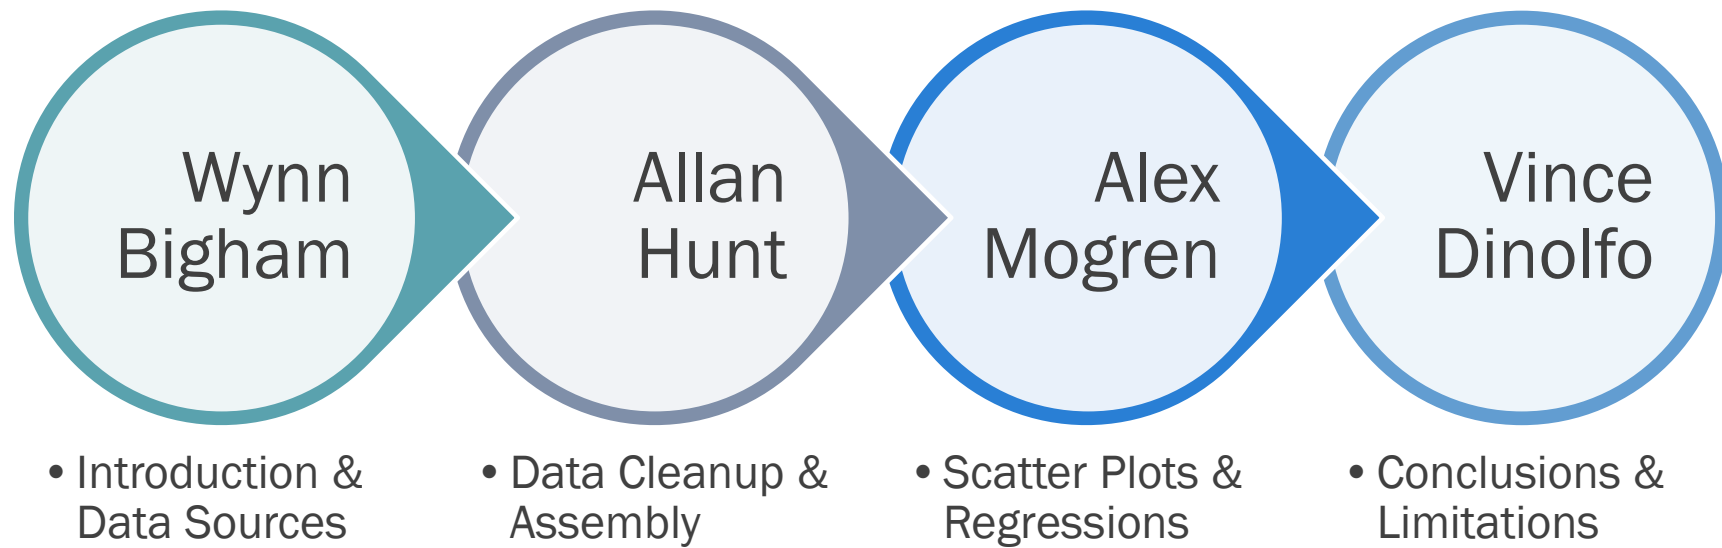 Wynn
Bigham
Allan
Hunt
Alex
Mogren
Vince
Dinolfo
• Introduction &
Data Sources
• Data Cleanup &
Assembly
• Scatter Plots &
Regressions
• Conclusions &
Limitations